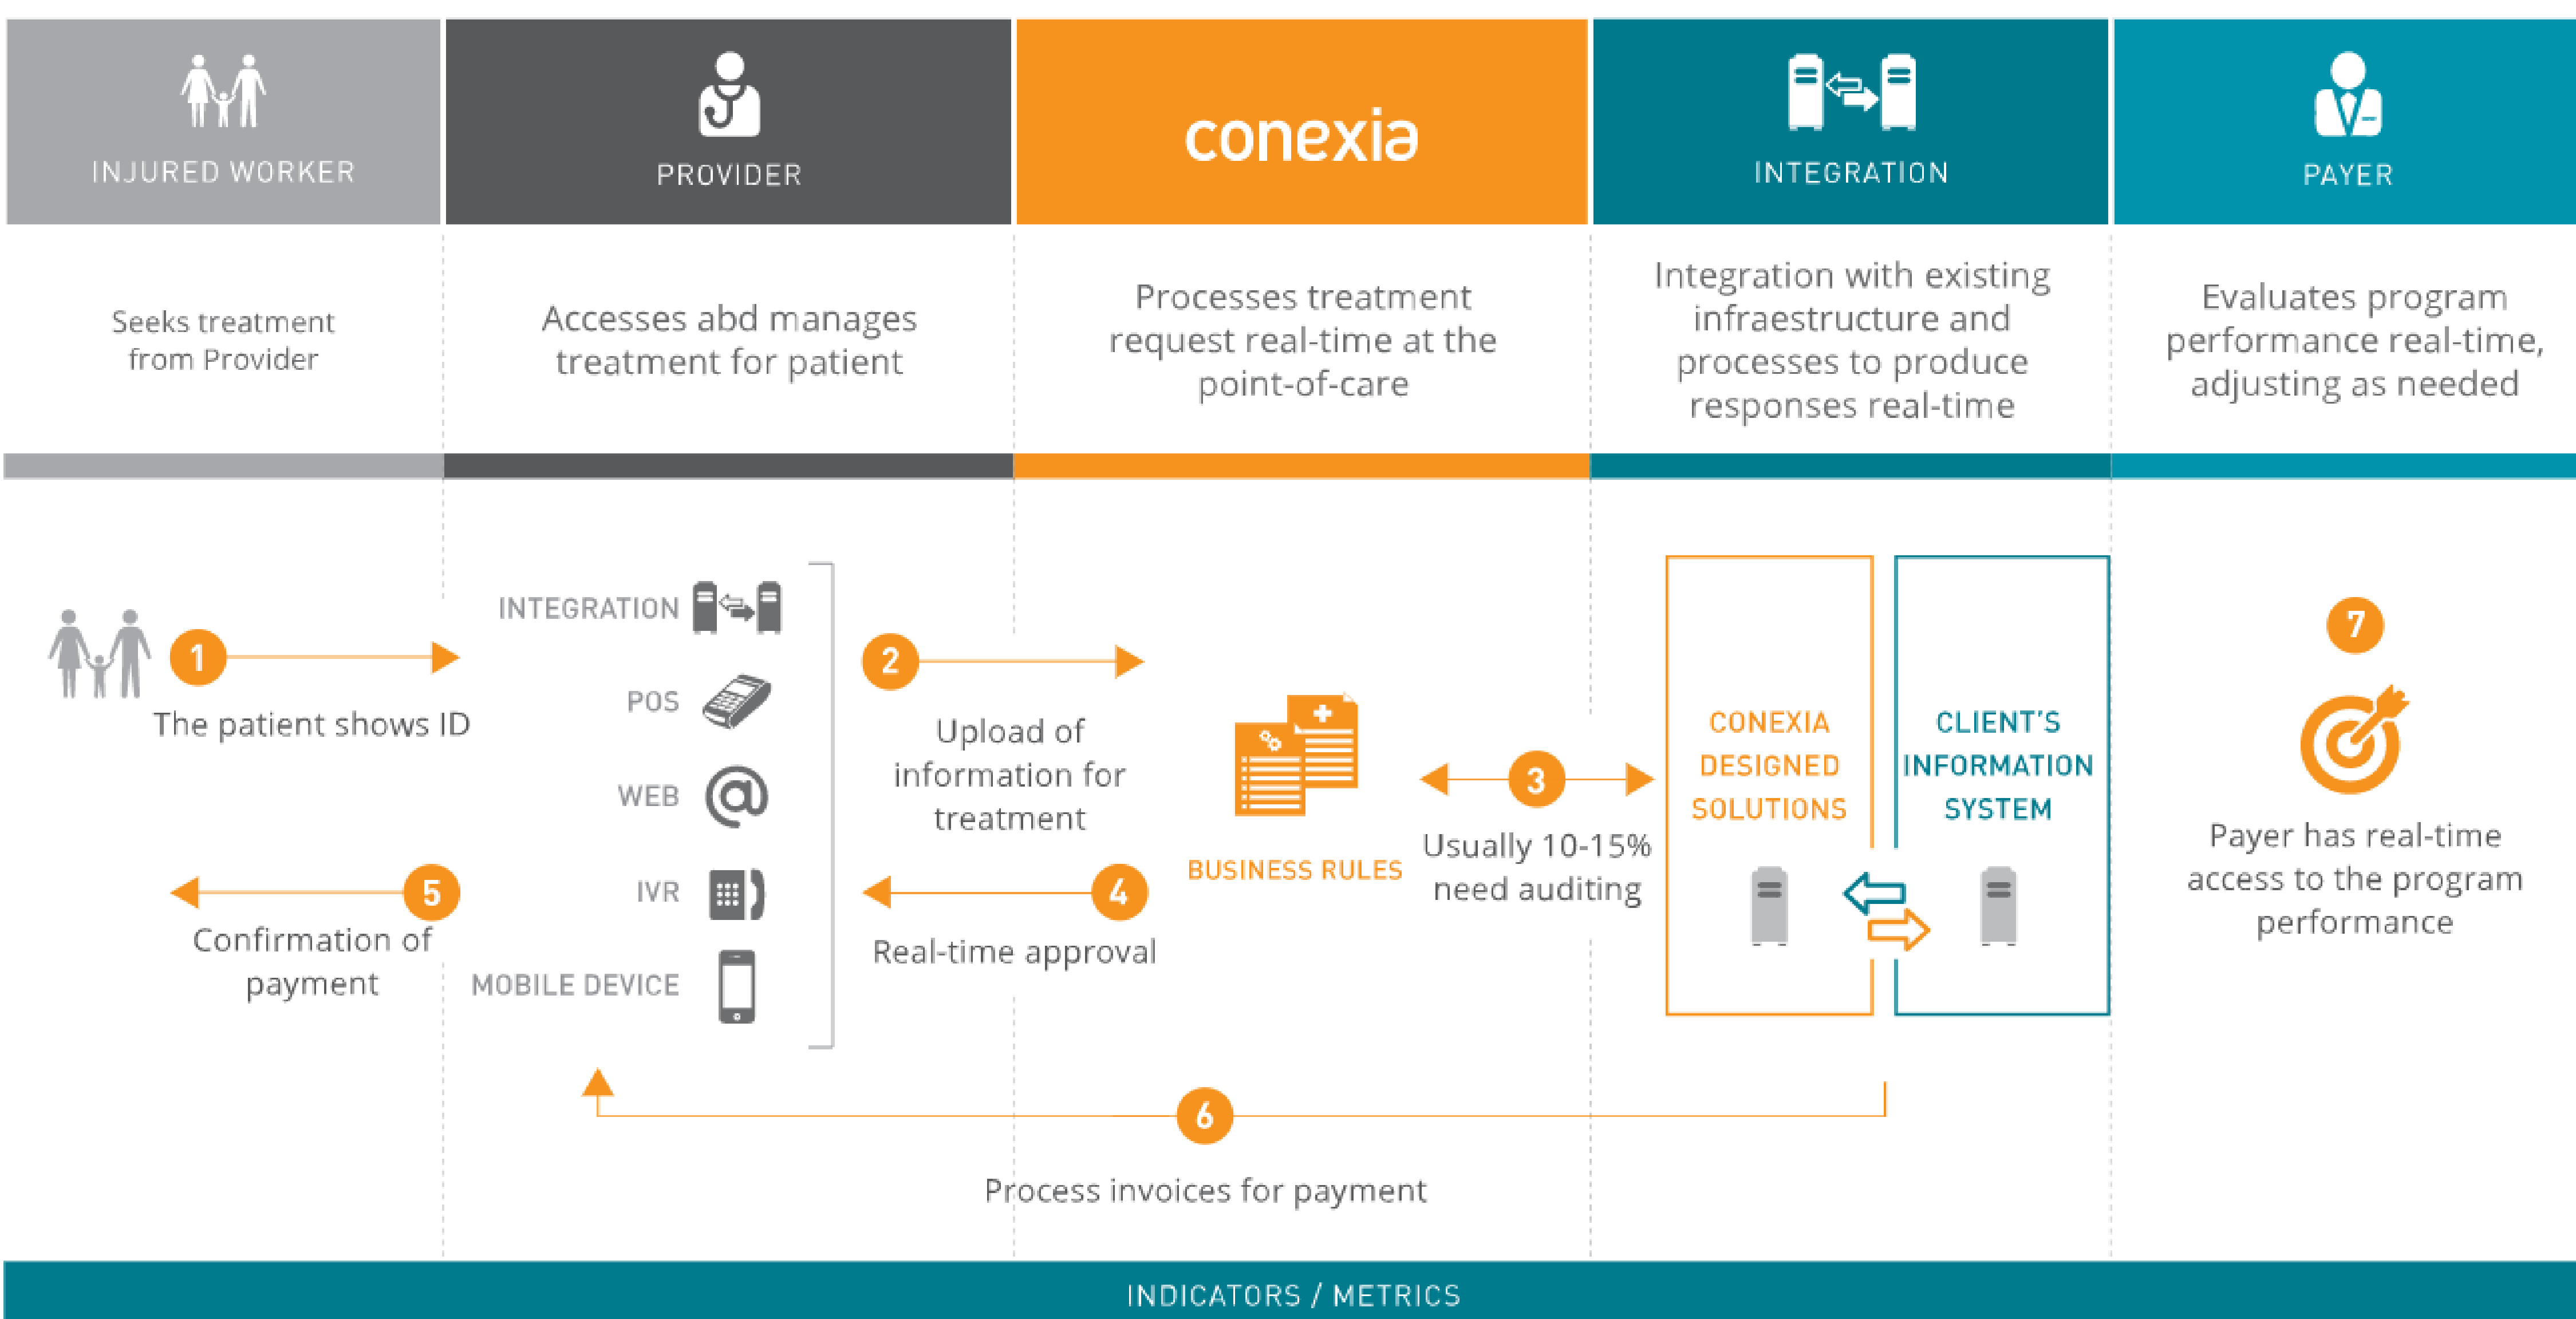 INJURED WORKER
PROVIDER
conexia
INTEGRATION
PAYER
Seeks treatment
from Provider
Accesses abd manages
treatment for patient
Processes treatment
request real-time at the
point-of-care
Integration with existing
infraestructure and
processes to produce
responses real-time
Evaluates program
performance real-time,
adjusting as needed
1
The patient shows ID
INTEGRATION
POS
WEB
IVR
MOBILE DEVICE
2
Upload of
information for
treatment
BUSINESS RULES
3
Usually 10-15%
need auditing
4
Real-time approval
5
Confirmation of
payment
CONEXIA
DESIGNED
SOLUTIONS
CLIENT'S
INFORMATION
SYSTEM
6
Process invoices for payment
7
Payer has real-time
access to the program
performance
INDICATORS / METRICS